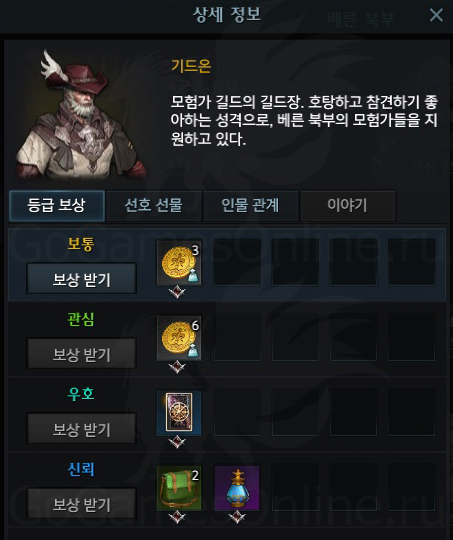 상세 정보
베른 북부
기드온
모험가 길드의 길드장. 호탕하고 참견하기 좋
아하는 성격으로, 베른 북부의 모험가들을 지
원하고 있다.
등급 보상 선호 선물 인물 관계 이야기
보통
3
보상 받기
관심
6
보상 받기
우호
보상 받기
신뢰
2
보상 받기
GoGamesOnline.ru
GoGamesOnline.ru